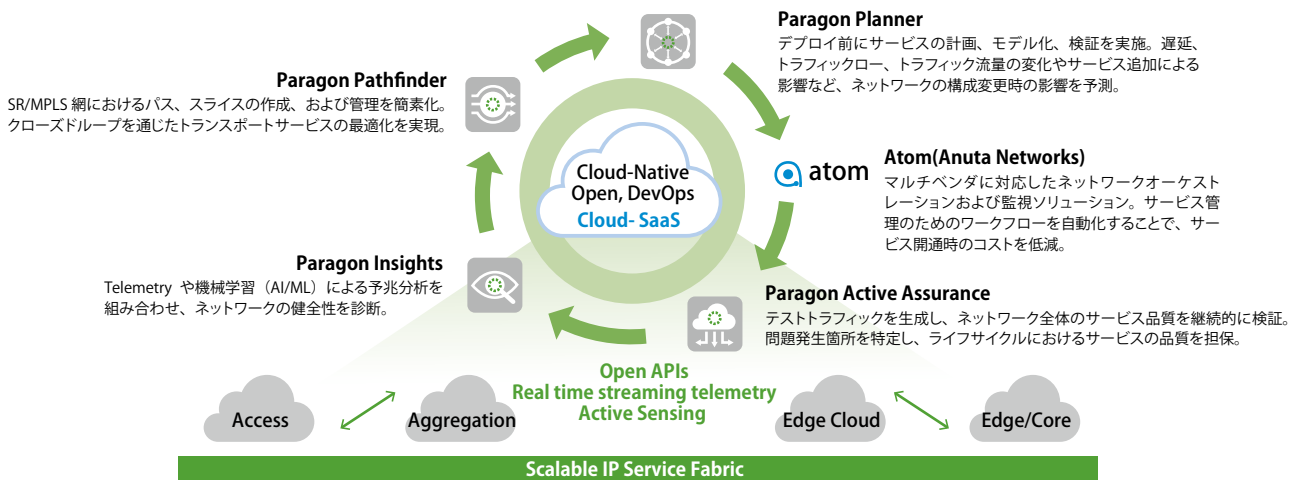 Paragon Planner
デプロイ前にサービスの計画、モデル化、検証を実施。遅延、
トラフィックロー、トラフィック流量の変化やサービス追加による
影響など、ネットワークの構成変更時の影響を予測。
Paragon Pathfinder
SR/MPLS 網におけるパス、スライスの作成、および管理を簡素化。
クローズドループを通じたトランスポートサービスの最適化を実現。
atom
Atom(Anuta Networks)
マルチベンダに対応したネットワークオーケスト
レーションおよび監視ソリューション。サービス管
理のためのワークフローを自動化することで、サー
ビス開通時のコストを低減。
Cloud-Native
Open, DevOps
Cloud- SaaS
Paragon Insights
Telemetry や機械学習（AI/ML）による予兆分析を
組み合わせ、ネットワークの健全性を診断。
Paragon Active Assurance
テストトラフィックを生成し、ネットワーク全体のサービス品質を継続的に検証。
問題発生箇所を特定し、ライフサイクルにおけるサービスの品質を担保。
Open APIs
Real time streaming telemetry
Active Sensing
Access
Aggregation
Edge Cloud
Edge/Core
Scalable IP Service Fabric